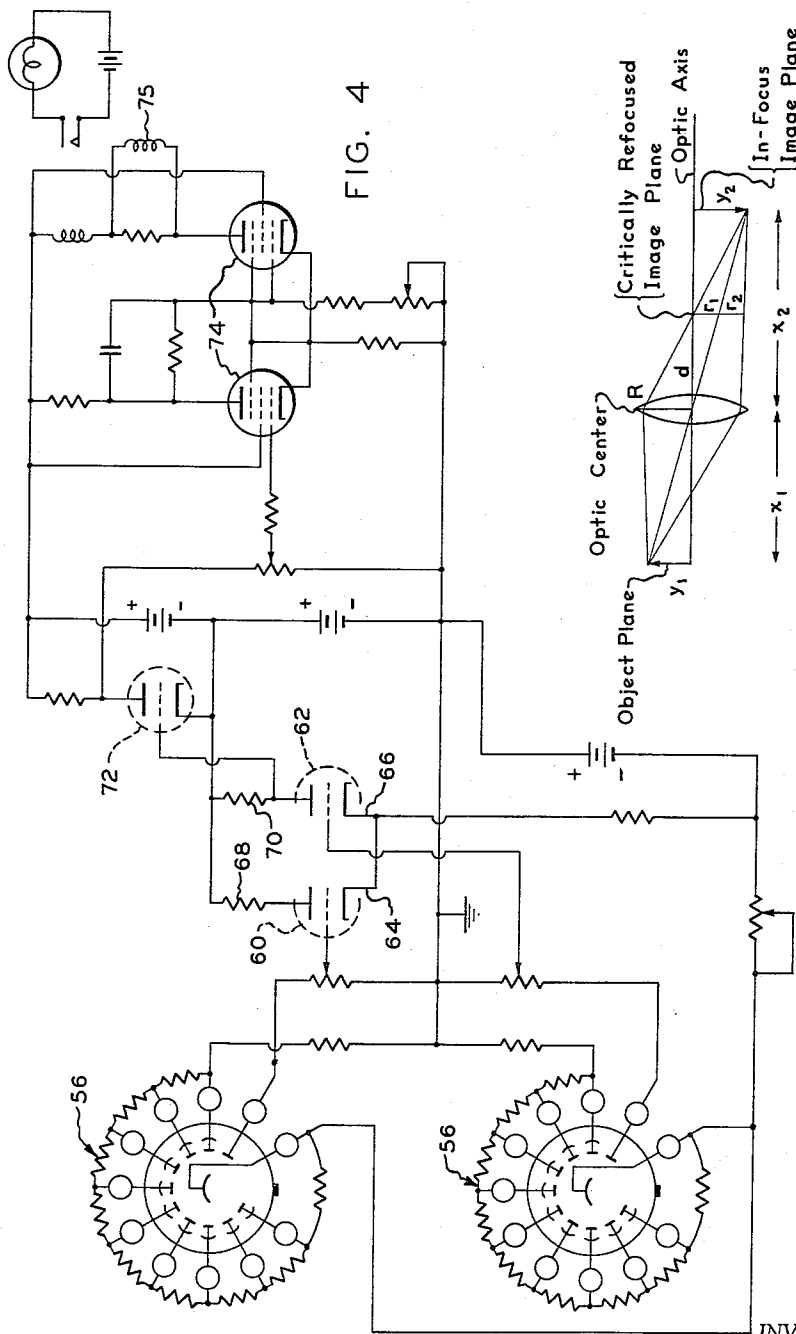 75
FIG. 4
74
72
62
70
66
68
60
64
56
56
+ -
+ -
+ -
Critically Refocused
Image Plane
Optic Axis
In-Focus
Image Plane
Optic Center
Object Plane
R
d
r1
r2
y1
y2
x1
x2
INV